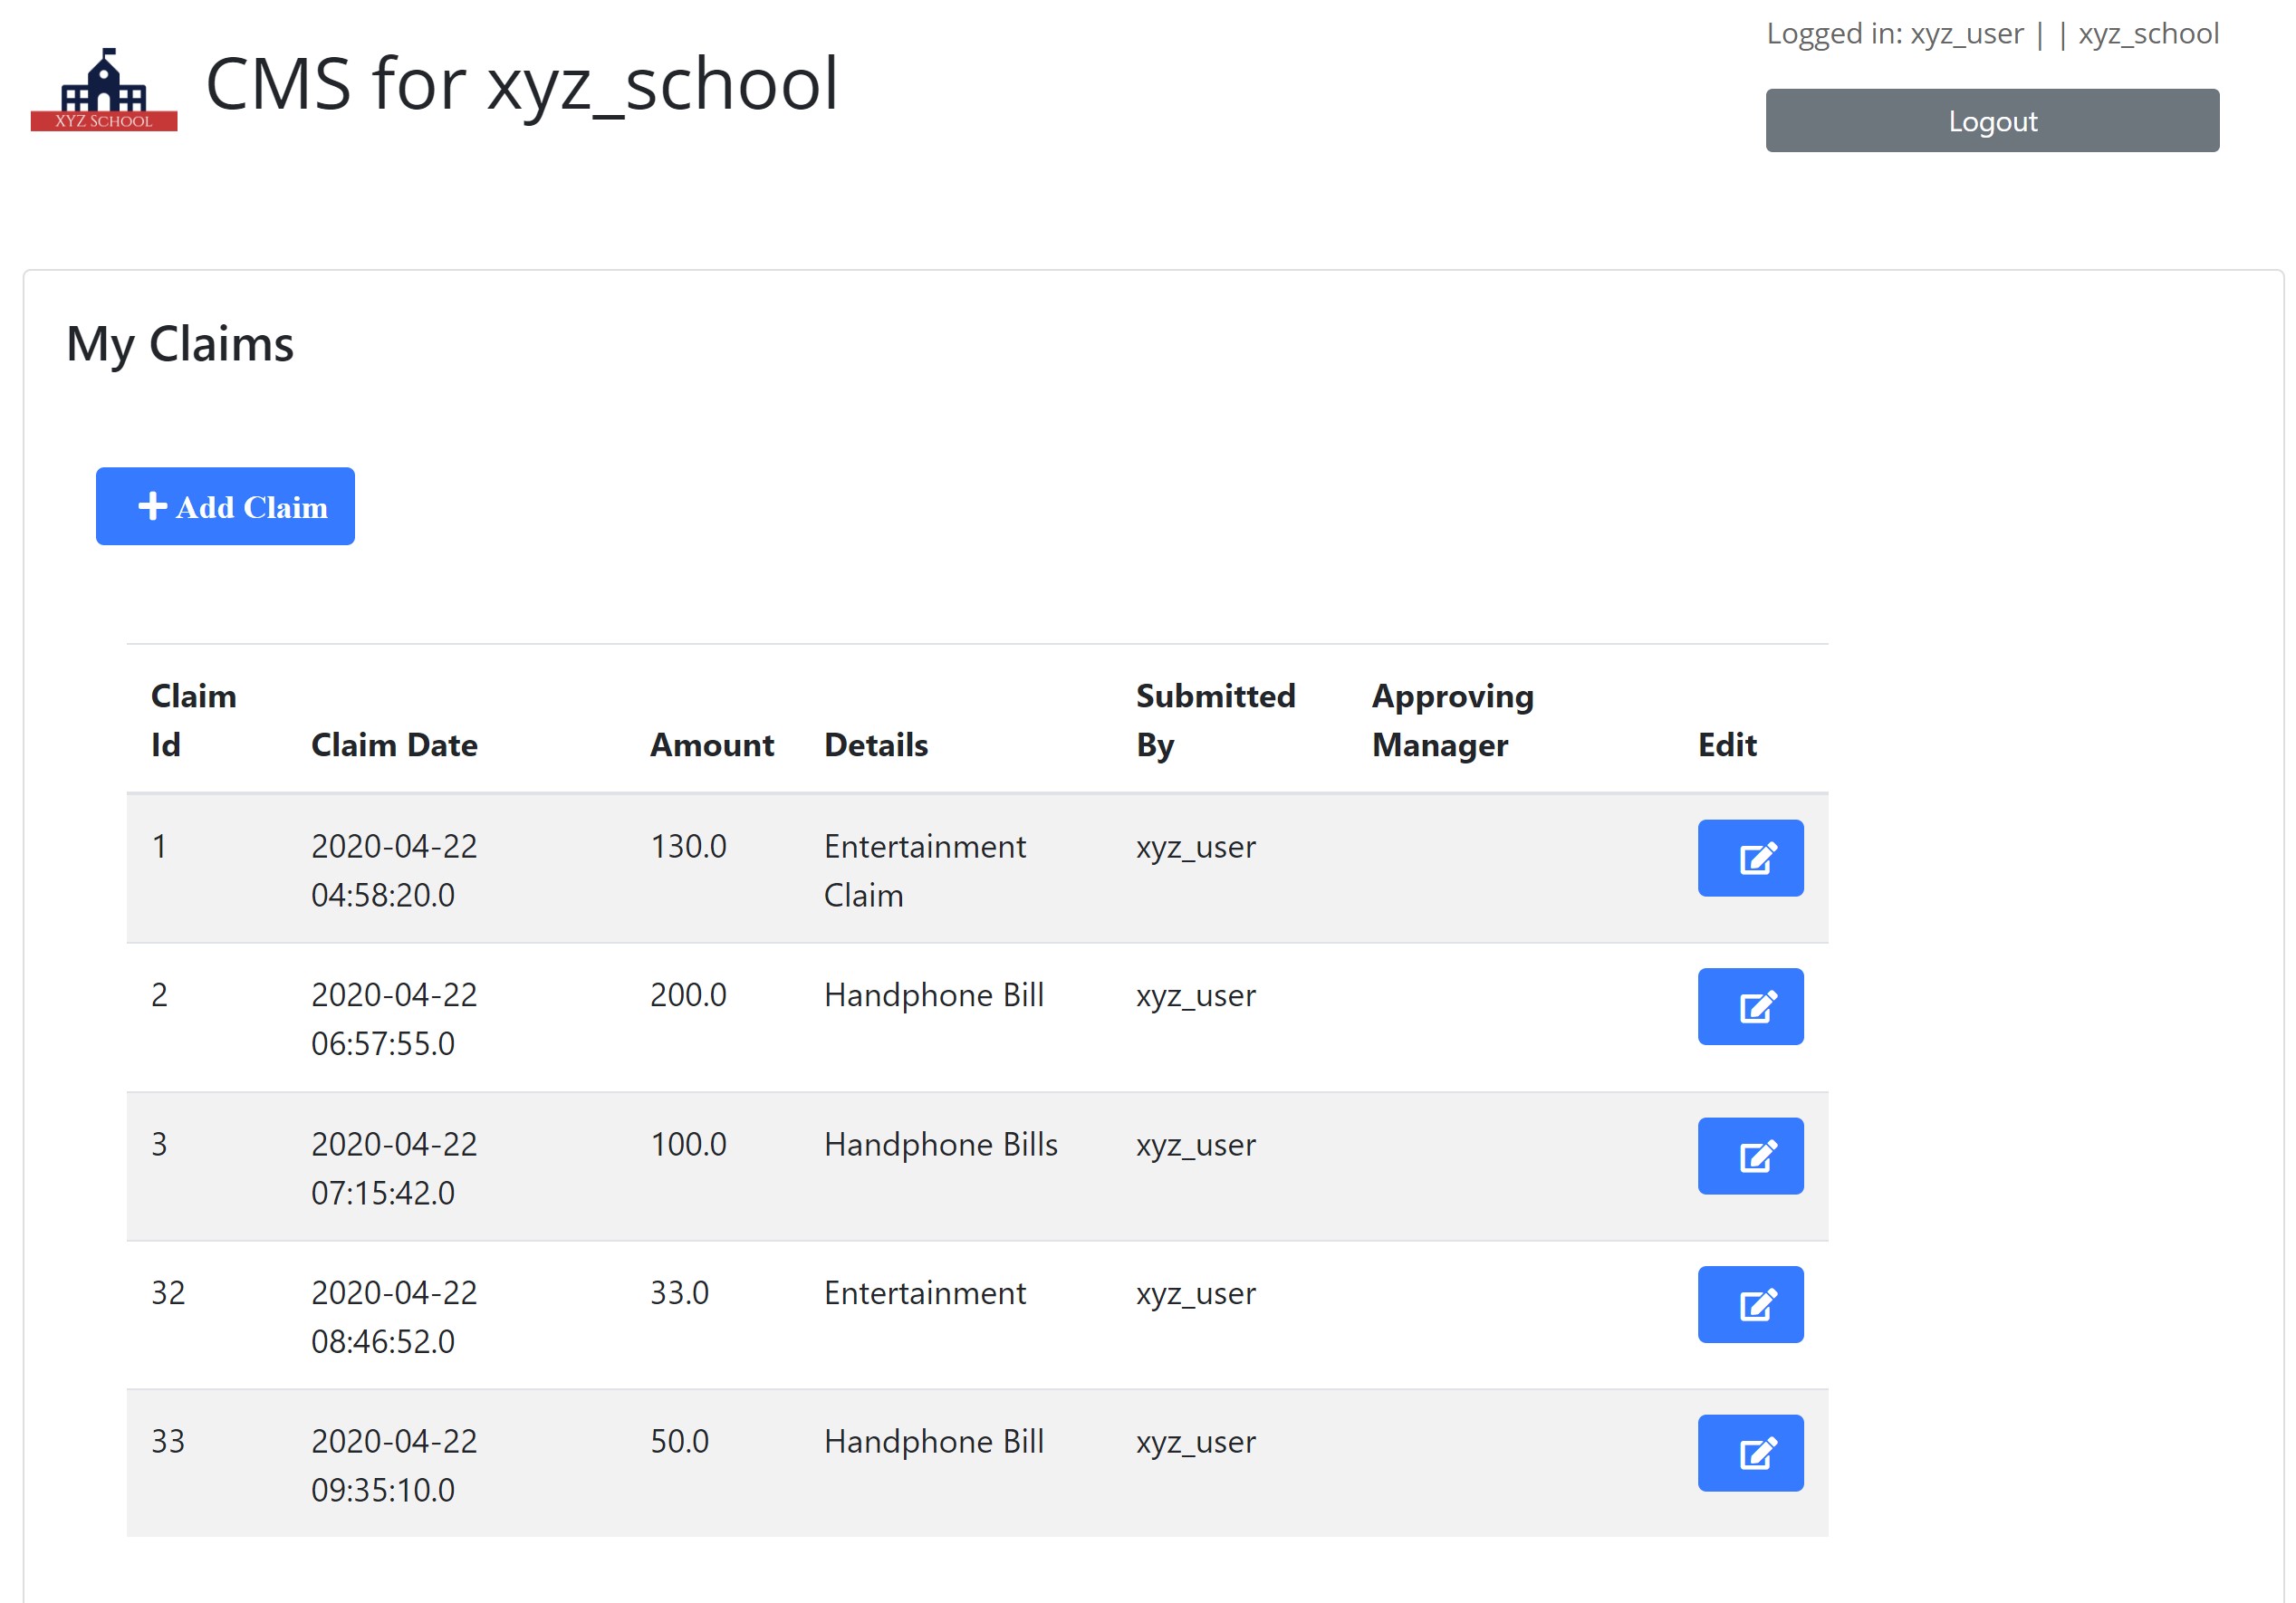 Logged in: xyz_user | | xyz_school
XYZ SCHOOL
CMS for xyz_school
Logout
My Claims
Add Claim
Claim Id Claim Date Amount Details Submitted By Approving Manager Edit
1 2020-04-22 04:58:20.0 130.0 Entertainment Claim xyz_user
2 2020-04-22 06:57:55.0 200.0 Handphone Bill xyz_user
3 2020-04-22 07:15:42.0 100.0 Handphone Bills xyz_user
32 2020-04-22 08:46:52.0 33.0 Entertainment xyz_user
33 2020-04-22 09:35:10.0 50.0 Handphone Bill xyz_user